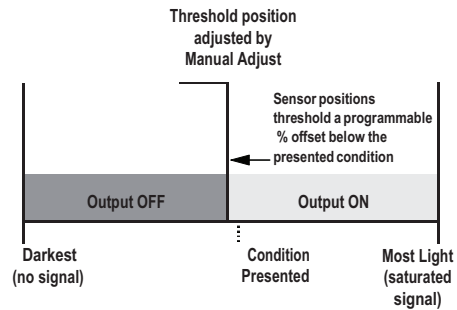 Threshold position
adjusted by
Manual Adjust
Sensor positions
threshold a programmable
% offset below the
presented condition
Output OFF
Output ON
Darkest
(no signal)
Condition
Presented
Most Light
(saturated
signal)